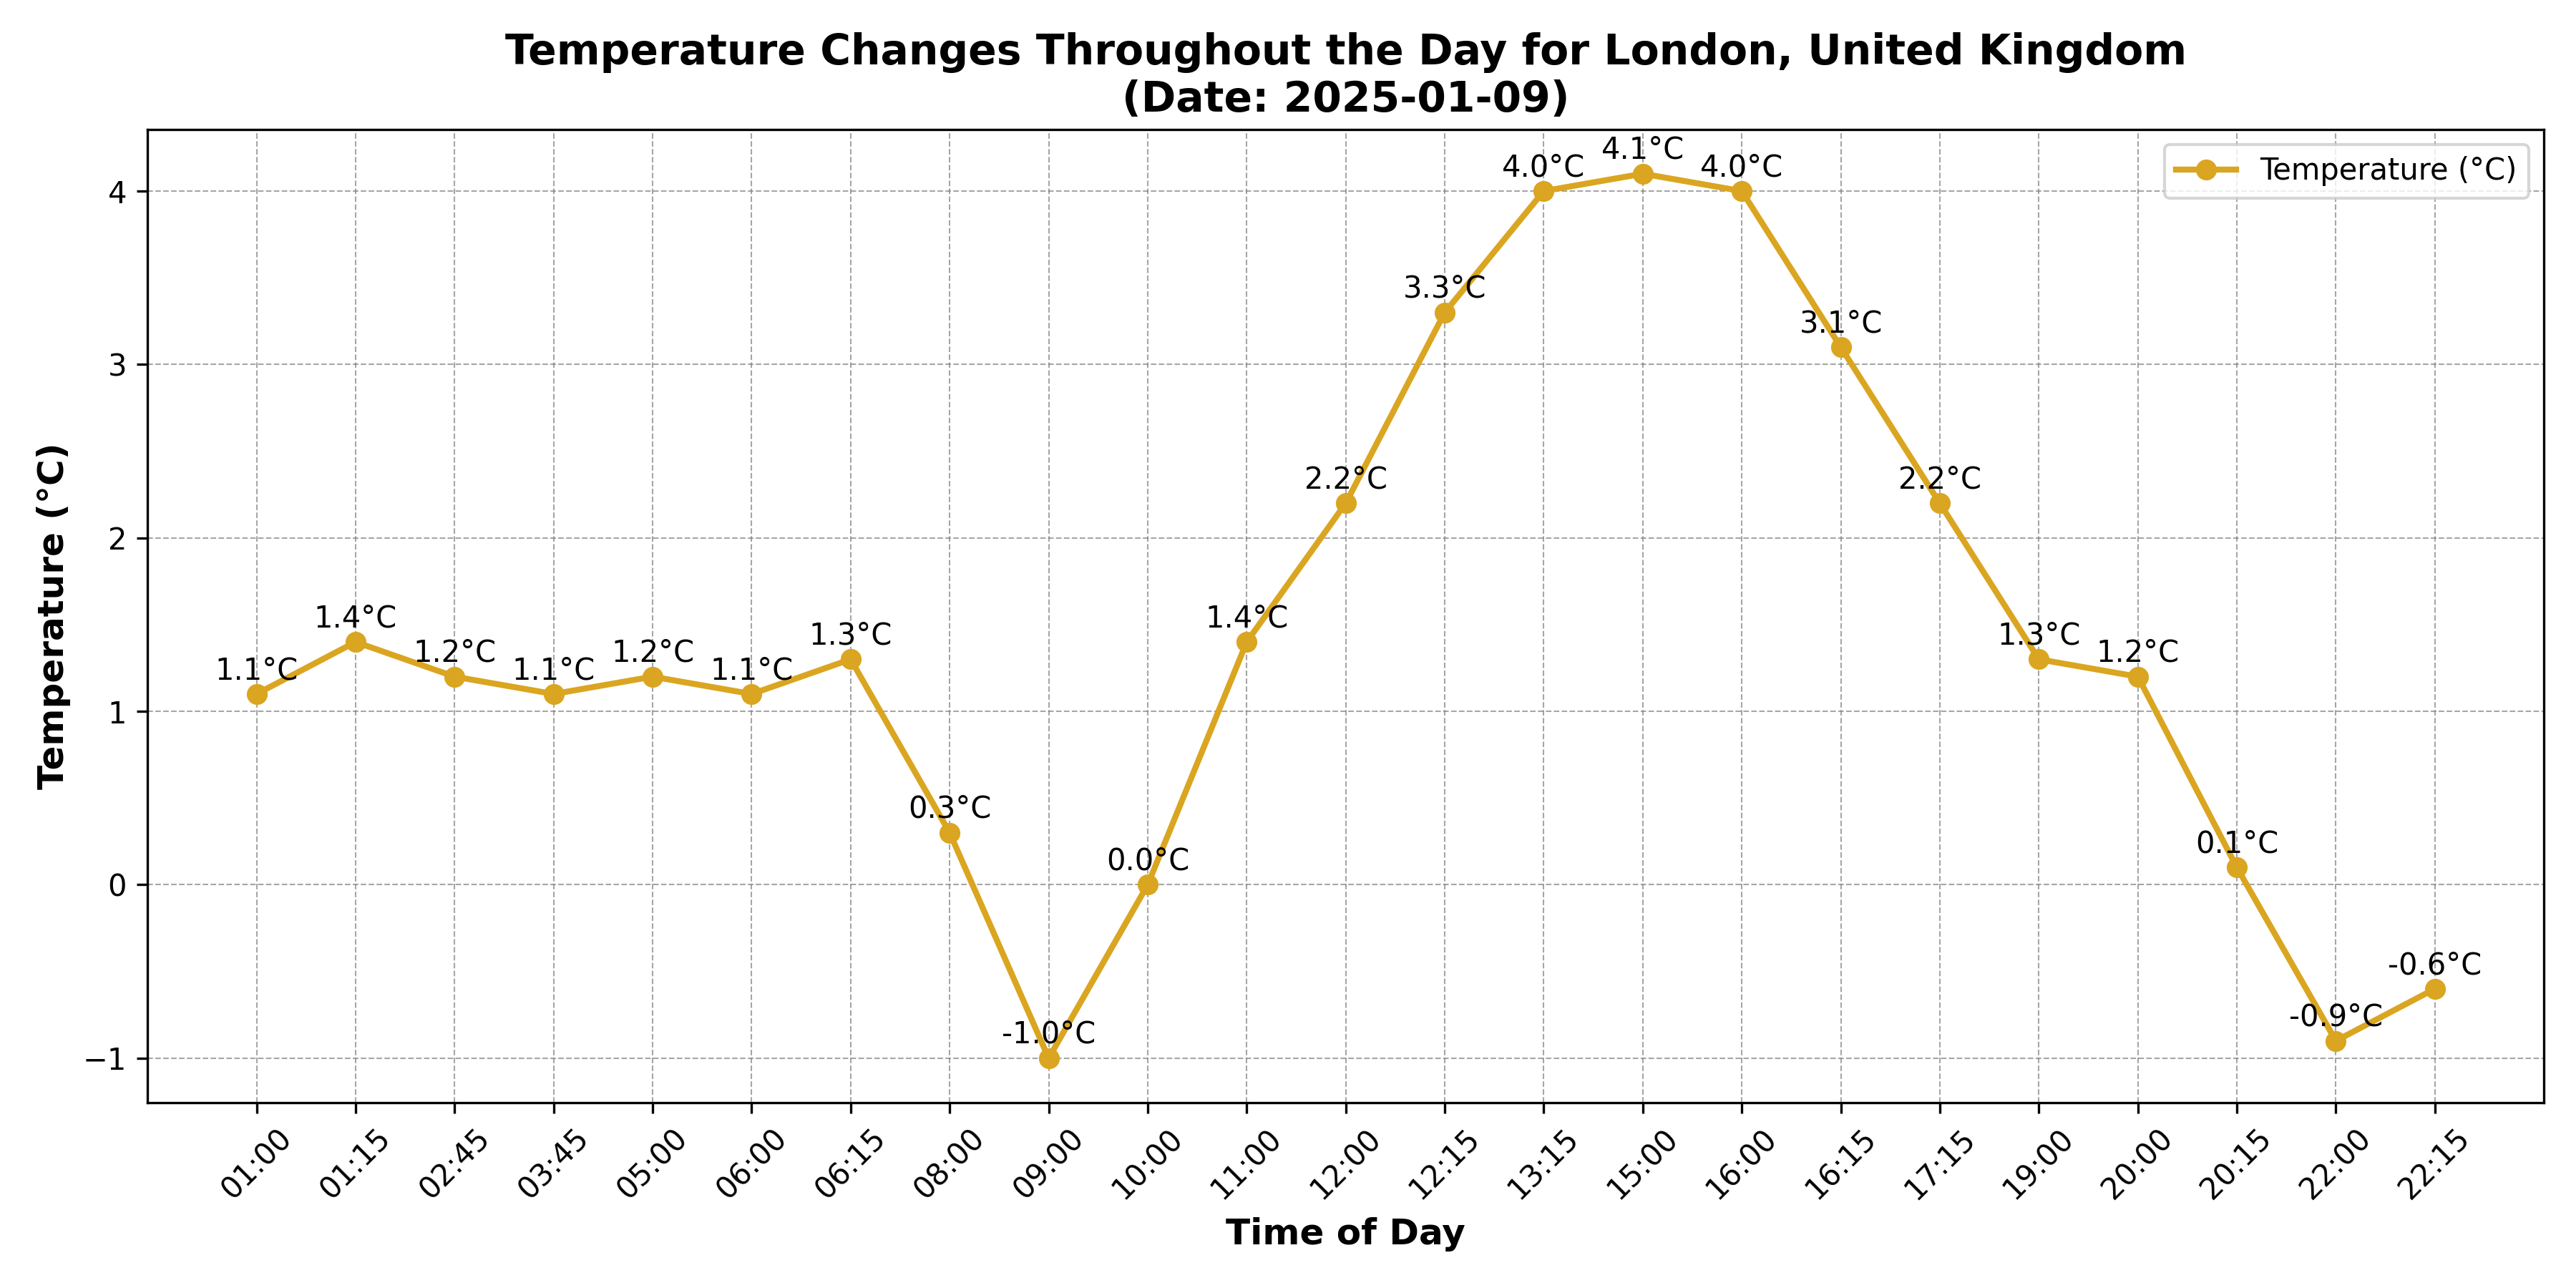 Temperature Changes Throughout the Day for London, United Kingdom
(Date: 2025-01-09)
Temperature (°C)
Temperature (°C)
4
3
2
1
0
−1
1.1°C
1.4°C
1.2°C
1.1°C
1.2°C
1.1°C
1.3°C
0.3°C
-1.0°C
0.0°C
1.4°C
2.2°C
3.3°C
4.0°C
4.1°C
4.0°C
3.1°C
2.2°C
1.3°C
1.2°C
0.1°C
-0.9°C
-0.6°C
01:00
01:15
02:45
03:45
05:00
06:00
06:15
08:00
09:00
10:00
11:00
12:00
12:15
13:15
15:00
16:00
16:15
17:15
19:00
20:00
20:15
22:00
22:15
Time of Day